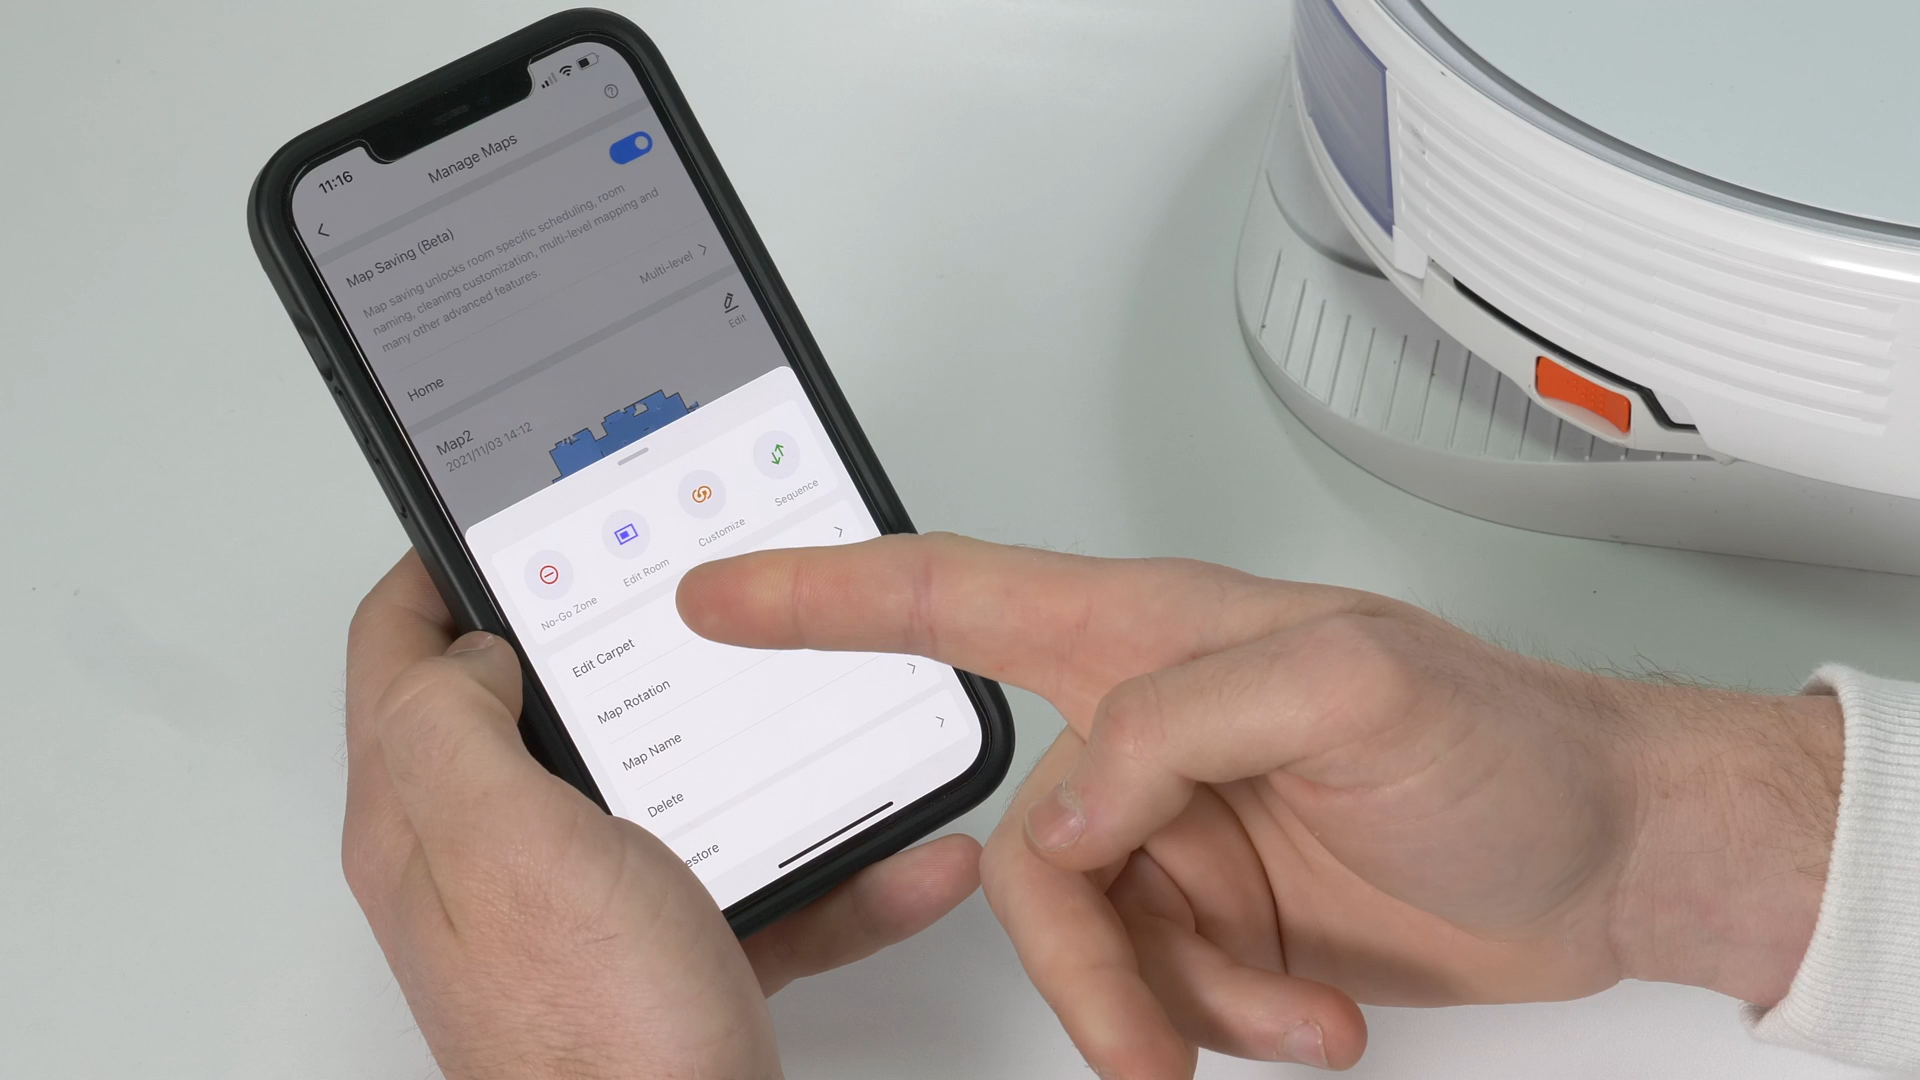 11:16
Manage Maps
Map Saving (Beta)
Map saving unlocks room specific scheduling, room
naming, cleaning customization, multi-level mapping and
many other advanced features.
Multi-level
Home
Edit
Map2
2021/11/03 14:12
No-Go Zone
Edit Room
Customize
Sequence
Edit Carpet
Map Rotation
Map Name
Delete
estore